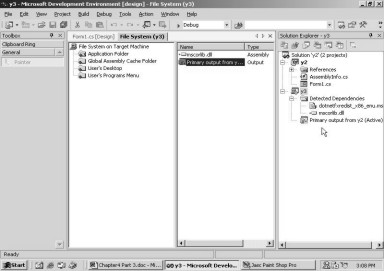 y3 - Microsoft Development Environment [design] - File System (y3)
File Edit View Project Build Debug Tools Action Window Help
Debug
Toolbox
Clipboard Ring
General
Pointer
Form1.cs [Design] File System (y3)
File System on Target Machine
Application Folder
Global Assembly Cache Folder
User's Desktop
User's Programs Menu
Name Type
mscorlib.dll Assembly
Primary output from y... Output
Solution Explorer - y3
Solution 'y2' (2 projects)
y2
References
AssemblyInfo.cs
Form1.cs
y3
Detected Dependencies
dotnetfxredist_x86_enu.ms
mscorlib.dll
Primary output from y2 (Active)
Ready
Start
Chapter4 Part 3.doc - Mi...
y3 - Microsoft Develo...
Jasc Paint Shop Pro
3:08 PM